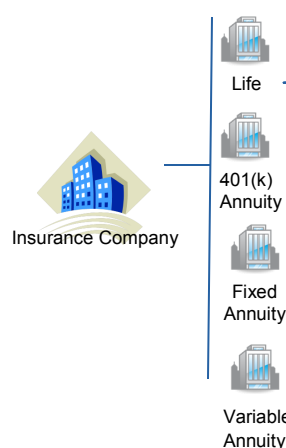 Life
401(k)
Annuity
Insurance Company
Fixed
Annuity
Variable
Annuity